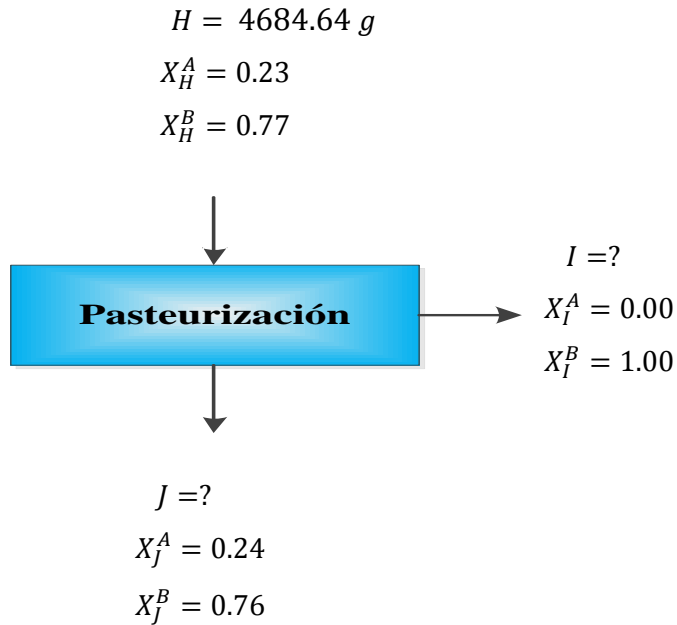 H = 4684.64 g
X_H^A = 0.23
X_H^B = 0.77
Pasteurización
I =?
X_I^A = 0.00
X_I^B = 1.00
J =?
X_J^A = 0.24
X_J^B = 0.76